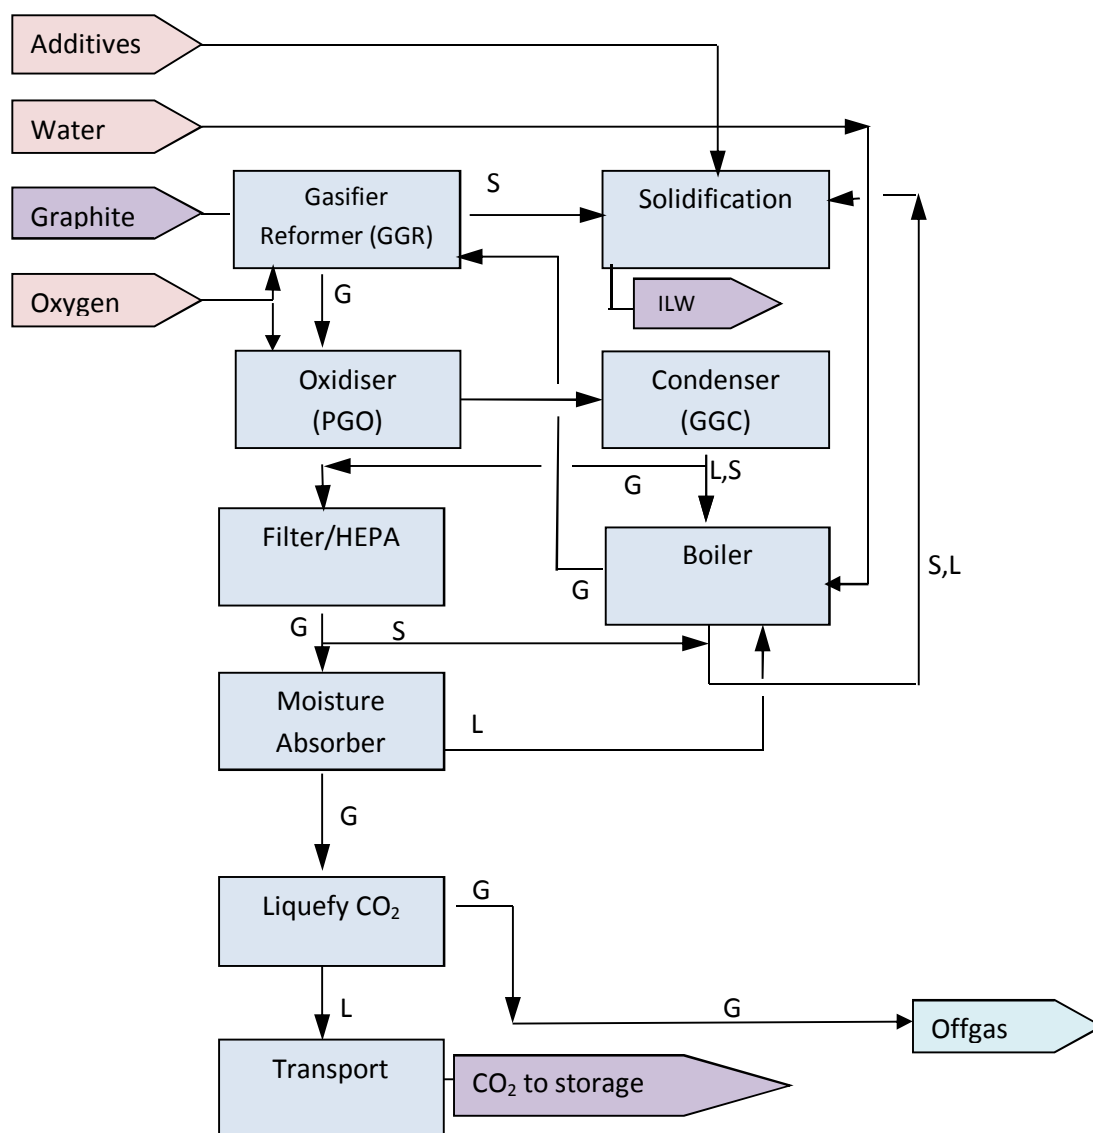 Additives
Water
Graphite
Oxygen
Gasifier
Reformer (GGR)
S
Solidification
ILW
G
Oxidiser
(PGO)
Condenser
(GGC)
G
L,S
Filter/HEPA
Boiler
G
S,L
G
S
Moisture
Absorber
L
G
Liquefy CO₂
G
L
G
Offgas
Transport
CO₂ to storage